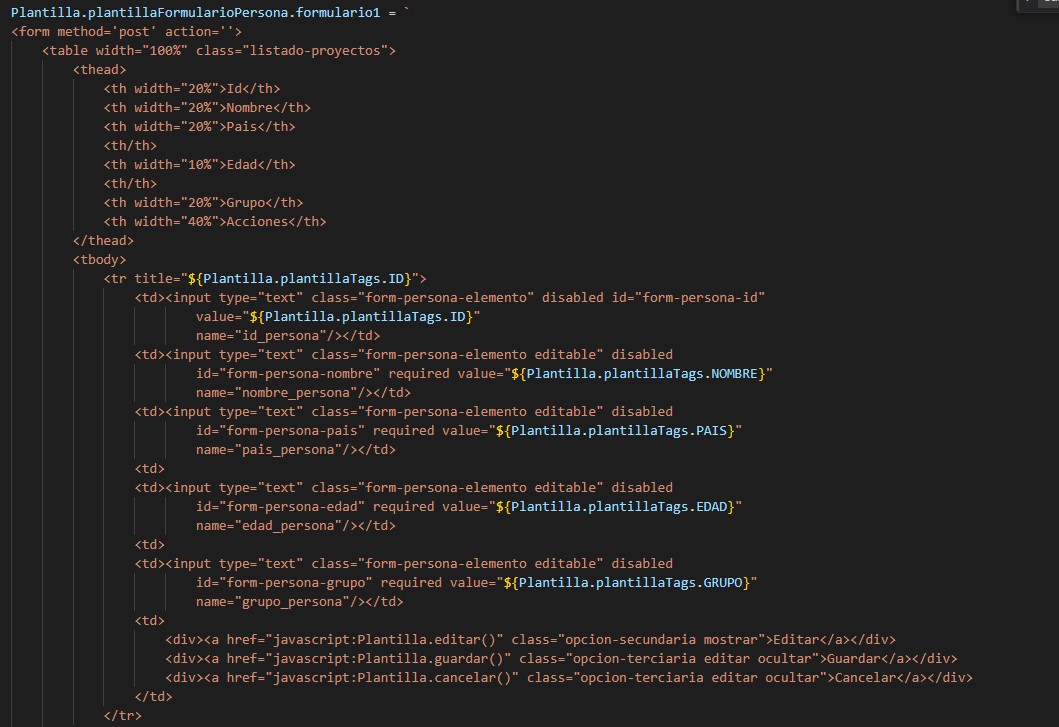 Plantilla.plantillaFormularioPersona.formulario1 = `
<form method='post' action=''>
    <table width="100%" class="listado-proyectos">
        <thead>
            <th width="20%">Id</th>
            <th width="20%">Nombre</th>
            <th width="20%">Pais</th>
            <th/th>
            <th width="10%">Edad</th>
            <th/th>
            <th width="20%">Grupo</th>
            <th width="40%">Acciones</th>
        </thead>
        <tbody>
            <tr title="${Plantilla.plantillaTags.ID}">
                <td><input type="text" class="form-persona-elemento" disabled id="form-persona-id"
                        value="${Plantilla.plantillaTags.ID}"
                        name="id_persona"/></td>
                <td><input type="text" class="form-persona-elemento editable" disabled
                        id="form-persona-nombre" required value="${Plantilla.plantillaTags.NOMBRE}"
                        name="nombre_persona"/></td>
                <td><input type="text" class="form-persona-elemento editable" disabled
                        id="form-persona-pais" required value="${Plantilla.plantillaTags.PAIS}"
                        name="pais_persona"/></td>
                <td>
                <td><input type="text" class="form-persona-elemento editable" disabled
                        id="form-persona-edad" required value="${Plantilla.plantillaTags.EDAD}"
                        name="edad_persona"/></td>
                <td>
                <td><input type="text" class="form-persona-elemento editable" disabled
                        id="form-persona-grupo" required value="${Plantilla.plantillaTags.GRUPO}"
                        name="grupo_persona"/></td>
                <td>
                    <div><a href="javascript:Plantilla.editar()" class="opcion-secundaria mostrar">Editar</a></div>
                    <div><a href="javascript:Plantilla.guardar()" class="opcion-terciaria editar ocultar">Guardar</a></div>
                    <div><a href="javascript:Plantilla.cancelar()" class="opcion-terciaria editar ocultar">Cancelar</a></div>
                </td>
            </tr>